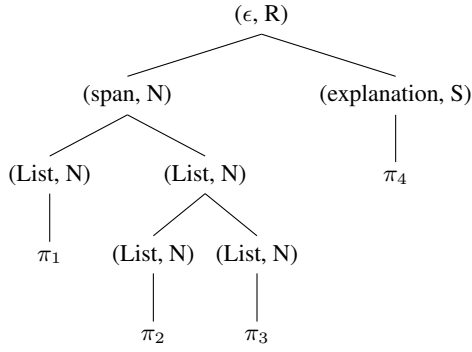 (ϵ, R)
(span, N) (explanation, S)
(List, N) (List, N) π₄
π₁ (List, N) (List, N)
π₂ π₃